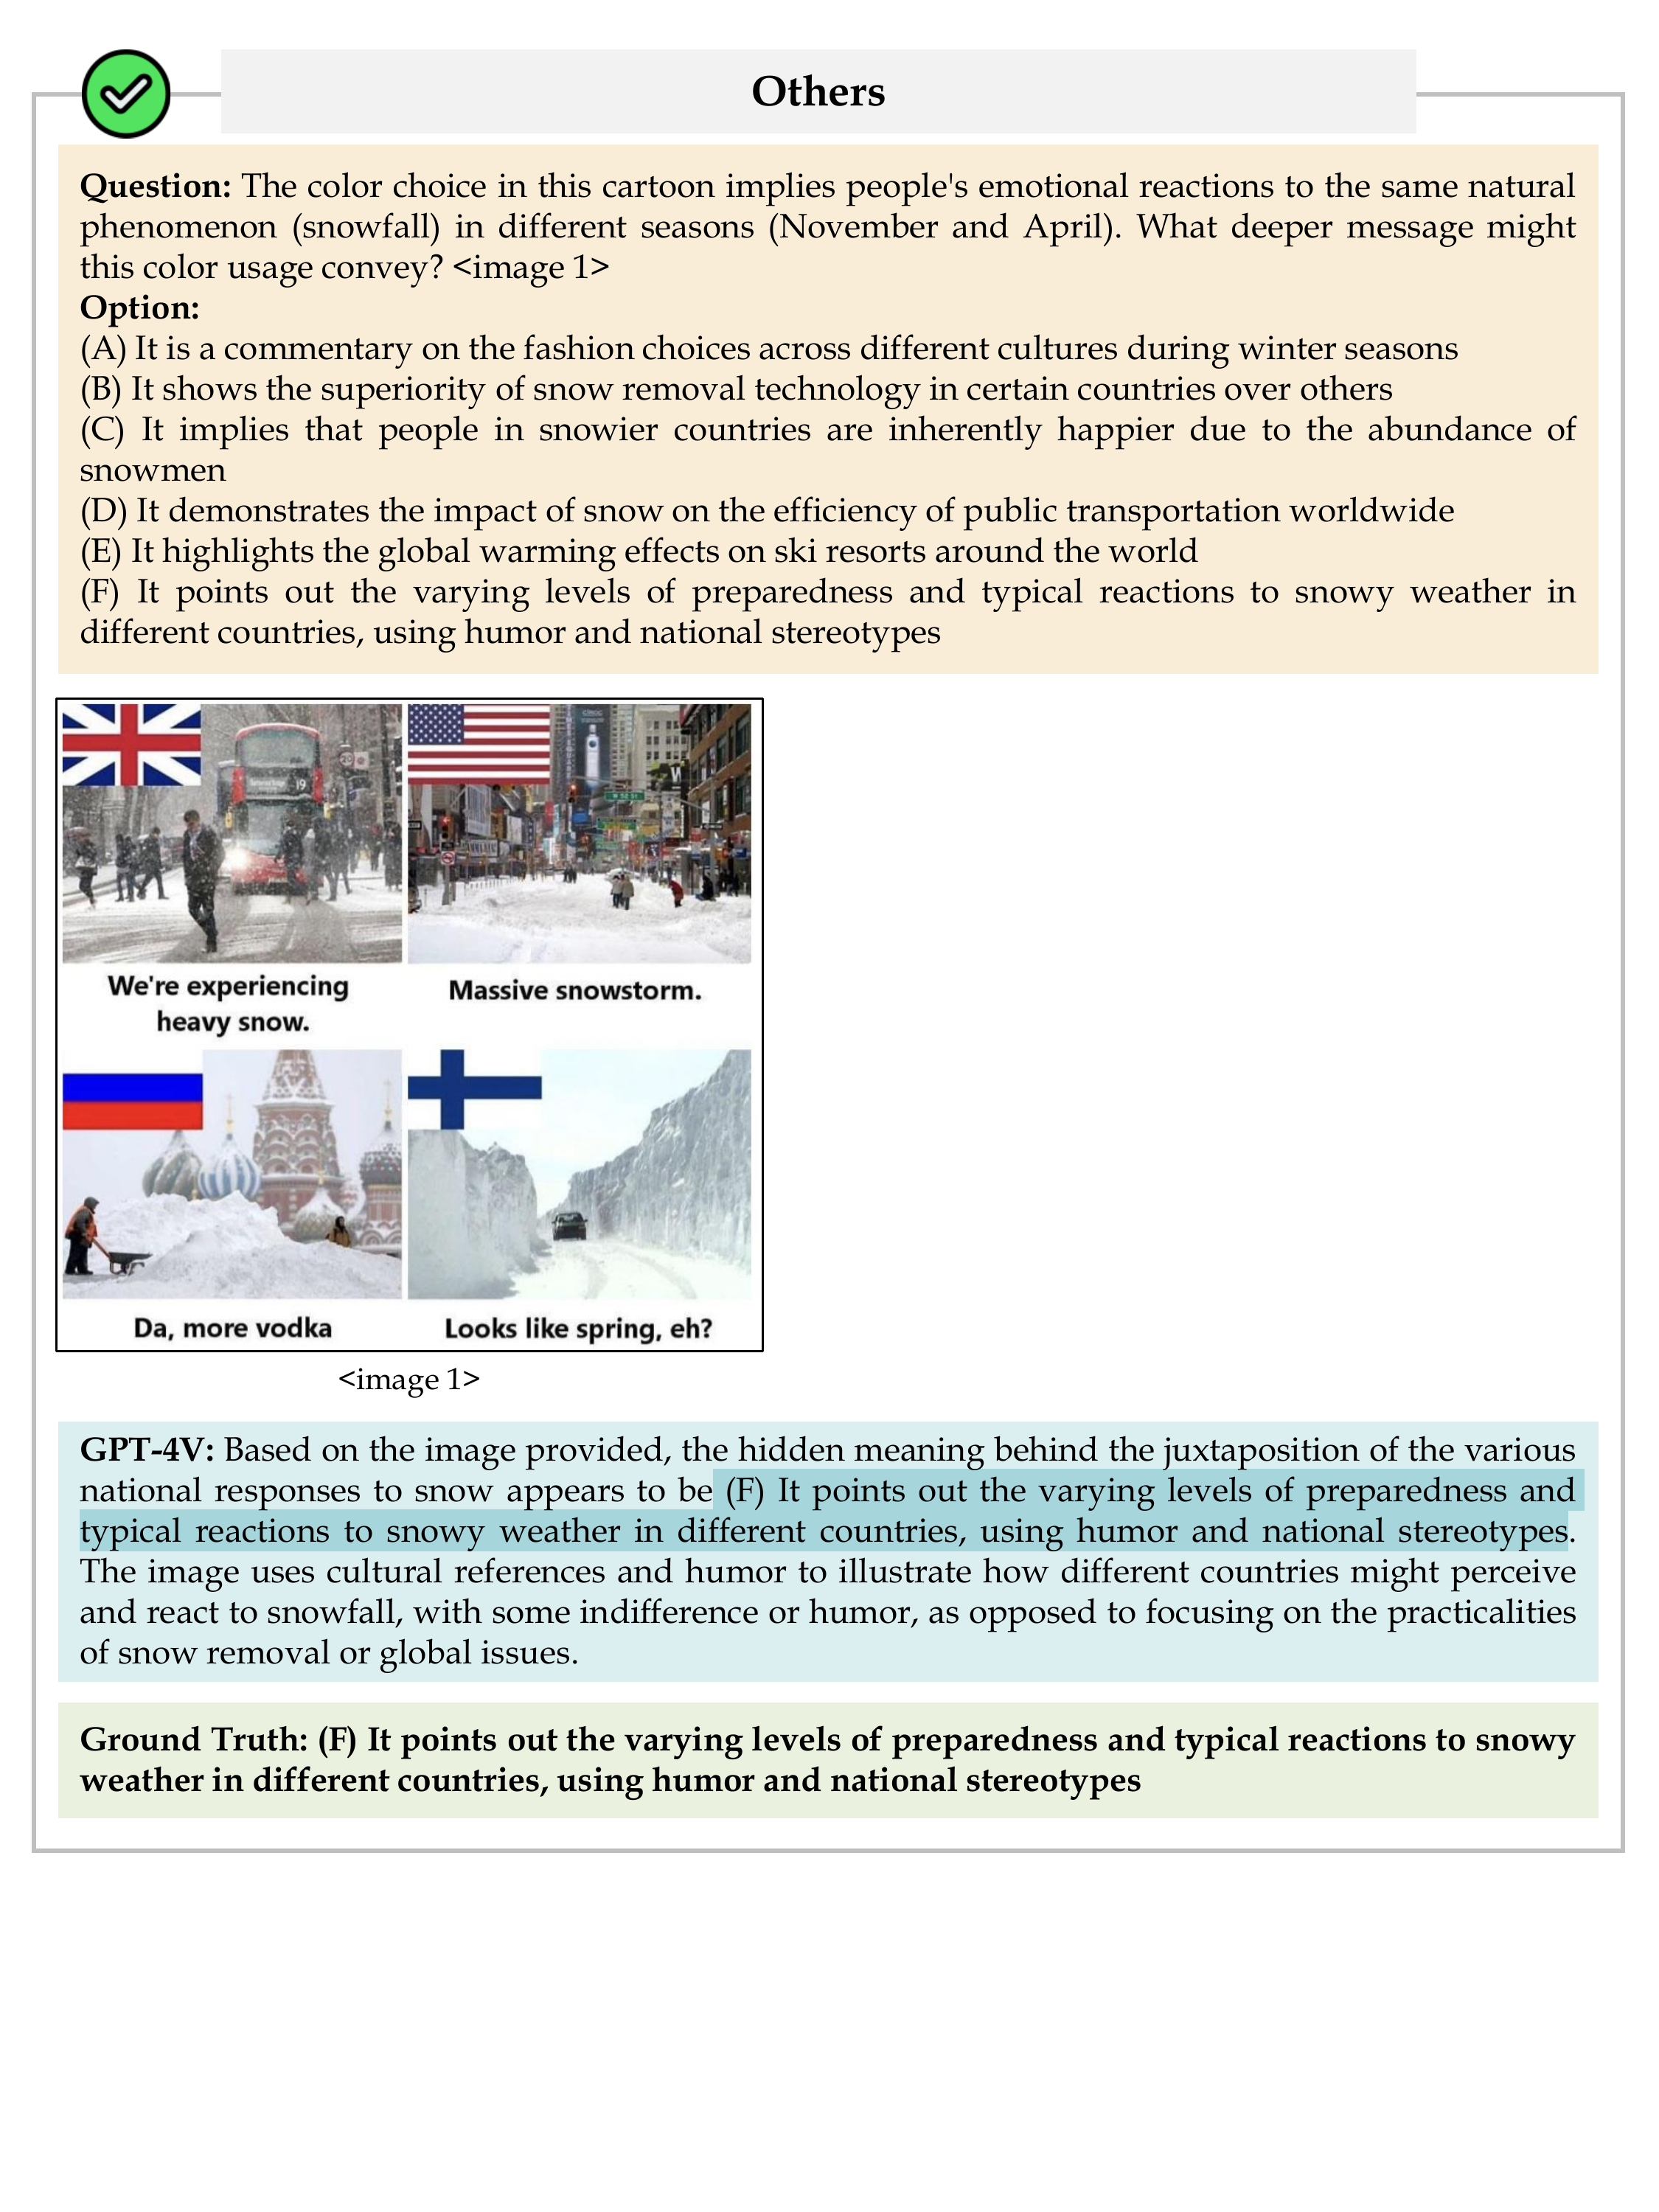 Others
Question: The color choice in this cartoon implies people's emotional reactions to the same natural
phenomenon (snowfall) in different seasons (November and April). What deeper message might
this color usage convey? <image 1>
Option:
(A) It is a commentary on the fashion choices across different cultures during winter seasons
(B) It shows the superiority of snow removal technology in certain countries over others
(C) It implies that people in snowier countries are inherently happier due to the abundance of
snowmen
(D) It demonstrates the impact of snow on the efficiency of public transportation worldwide
(E) It highlights the global warming effects on ski resorts around the world
(F) It points out the varying levels of preparedness and typical reactions to snowy weather in
different countries, using humor and national stereotypes
19
20
W 52 ST
W
We're experiencing
heavy snow.
Massive snowstorm.
Da, more vodka
Looks like spring, eh?
<image 1>
GPT-4V: Based on the image provided, the hidden meaning behind the juxtaposition of the various
national responses to snow appears to be (F) It points out the varying levels of preparedness and
typical reactions to snowy weather in different countries, using humor and national stereotypes.
The image uses cultural references and humor to illustrate how different countries might perceive
and react to snowfall, with some indifference or humor, as opposed to focusing on the practicalities
of snow removal or global issues.
Ground Truth: (F) It points out the varying levels of preparedness and typical reactions to snowy
weather in different countries, using humor and national stereotypes